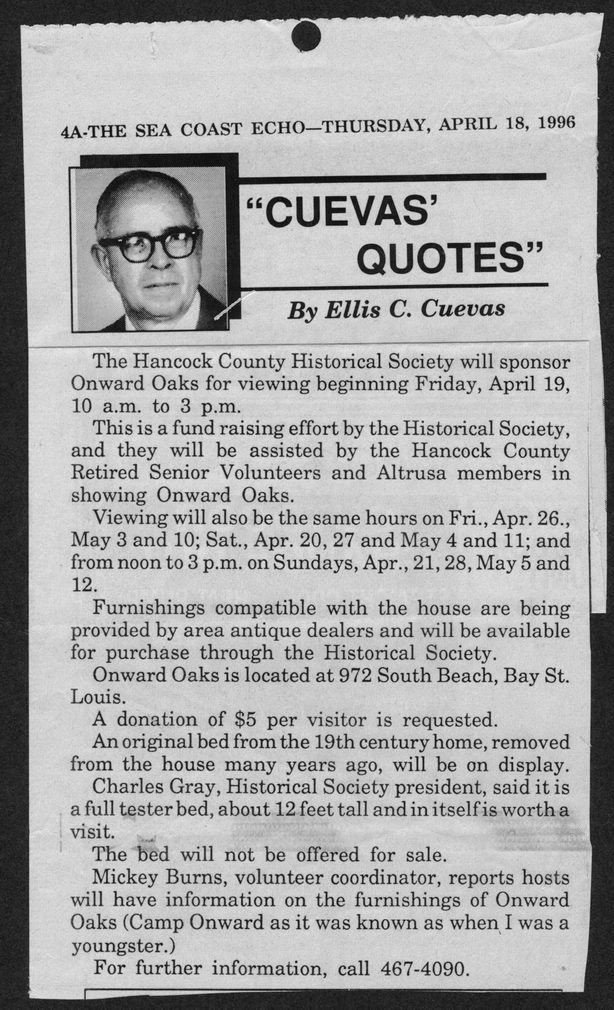 4A-THE SEA COAST ECHO—THURSDAY, APRIL 18, 1996
"CUEVAS'
QUOTES"
By Ellis C. Cuevas
The Hancock County Historical Society will sponsor
Onward Oaks for viewing beginning Friday, April 19,
10 a.m. to 3 p.m.
This is a fund raising effort by the Historical Society,
and they will be assisted by the Hancock County
Retired Senior Volunteers and Altrusa members in
showing Onward Oaks.
Viewing will also be the same hours on Fri., Apr. 26.,
May 3 and 10; Sat., Apr. 20, 27 and May 4 and 11; and
from noon to 3 p.m. on Sundays, Apr., 21, 28, May 5 and
12.
Furnishings compatible with the house are being
provided by area antique dealers and will be available
for purchase through the Historical Society.
Onward Oaks is located at 972 South Beach, Bay St.
Louis.
A donation of $5 per visitor is requested.
An original bed from the 19th century home, removed
from the house many years ago, will be on display.
Charles Gray, Historical Society president, said it is
a full tester bed, about 12 feet tall and in itself is worth a
visit.
The bed will not be offered for sale.
Mickey Burns, volunteer coordinator, reports hosts
will have information on the furnishings of Onward
Oaks (Camp Onward as it was known as when I was a
youngster.)
For further information, call 467-4090.